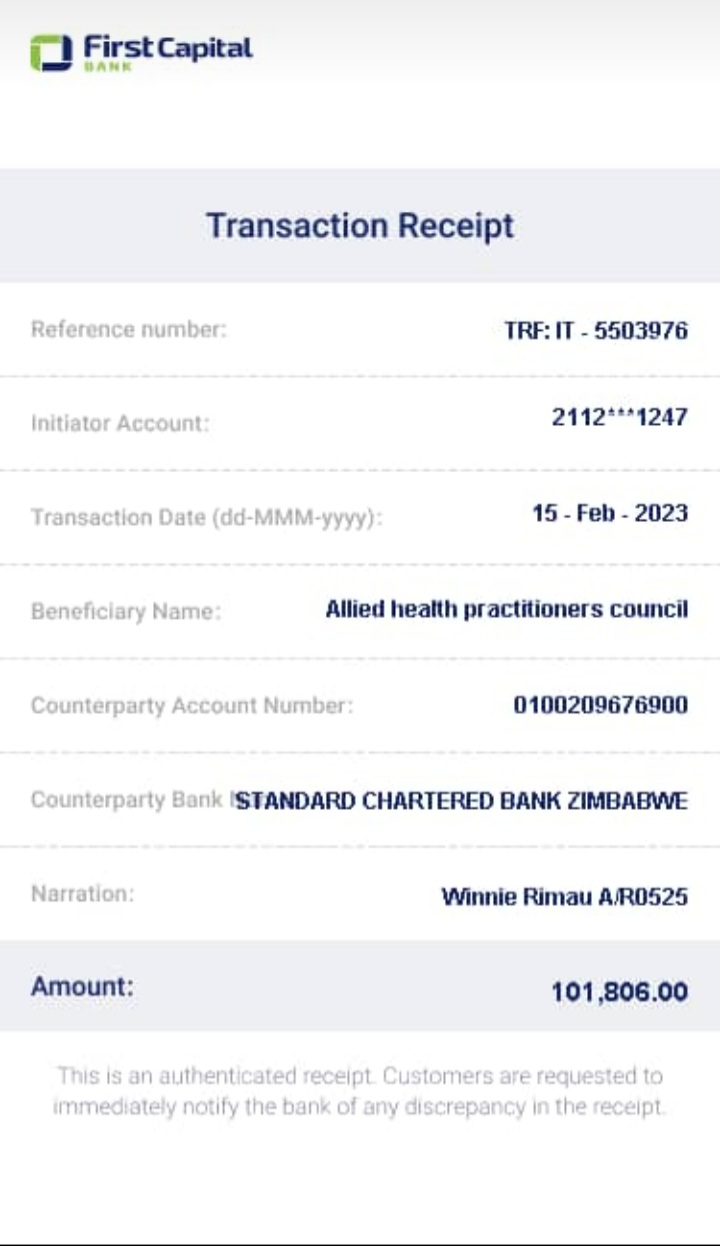 First Capital
BANK
Transaction Receipt
Reference number: TRF: IT - 5503976
Initiator Account: 2112***1247
Transaction Date (dd-MMM-yyyy): 15 - Feb - 2023
Beneficiary Name: Allied health practitioners council
Counterparty Account Number: 0100209676900
Counterparty Bank STANDARD CHARTERED BANK ZIMBABWE
Narration: Winnie Rimau A/R0525
Amount: 101,806.00
This is an authenticated receipt. Customers are requested to
immediately notify the bank of any discrepancy in the receipt.